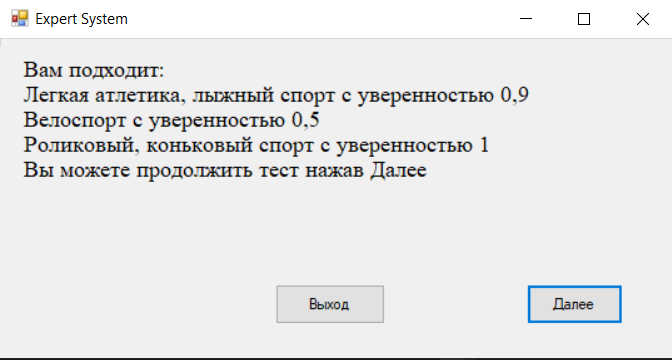 Expert System
Вам подходит:
Легкая атлетика, лыжный спорт с уверенностью 0,9
Велоспорт с уверенностью 0,5
Роликовый, коньковый спорт с уверенностью 1
Вы можете продолжить тест нажав Далее
Выход
Далее